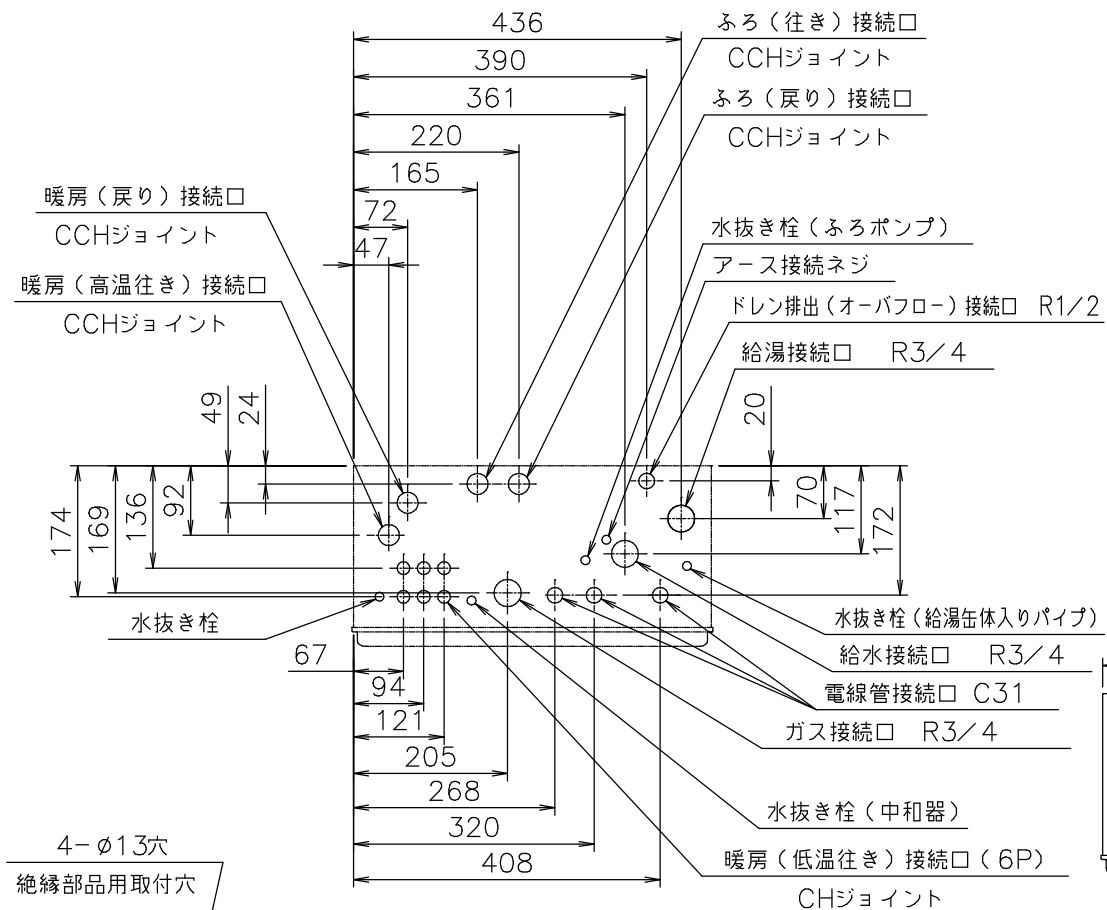 436
ふろ（往き）接続口
CCHジョイント
390
361
ふろ（戻り）接続口
CCHジョイント
220
165
暖房（戻り）接続口
CCHジョイント
72
47
水抜き栓（ふろポンプ）
アース接続ネジ
暖房（高温往き）接続口
CCHジョイント
ドレン排出（オーバフロー）接続口 R1/2
給湯接続口 R3/4
49
24
20
174
169
136
92
70
117
172
水抜き栓
水抜き栓（給湯缶体入りパイプ）
67
給水接続口 R3/4
94
電線管接続口 C31
121
ガス接続口 R3/4
205
268
水抜き栓（中和器）
320
4-φ13穴
絶縁部品用取付穴
408
暖房（低温往き）接続口（6P）
CHジョイント